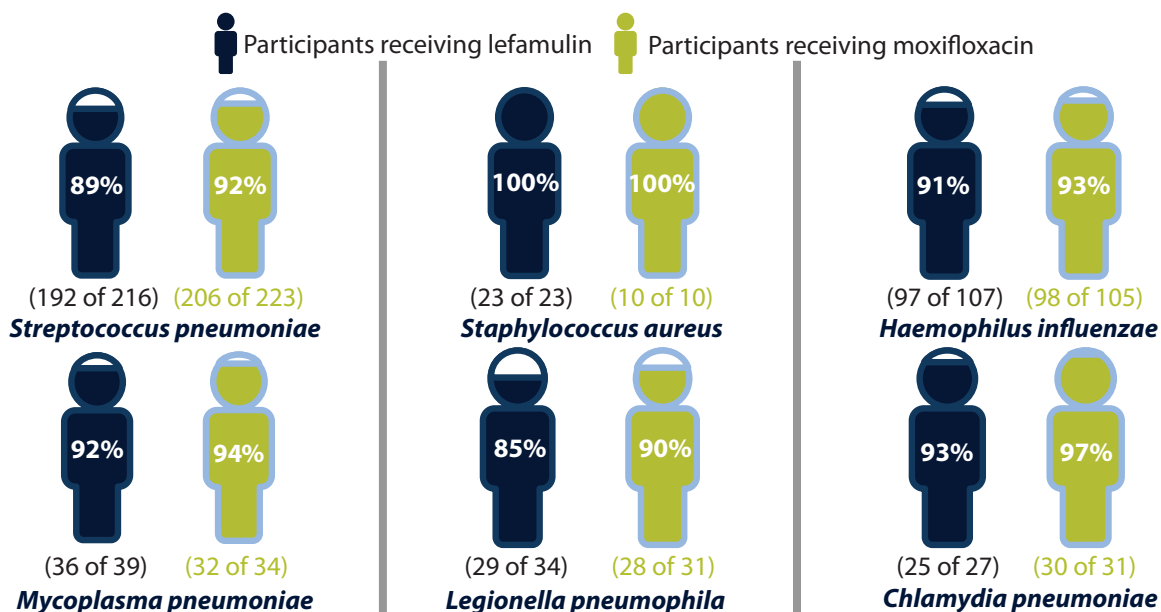 Participants receiving lefamulin Participants receiving moxifloxacin
89% 92% 100% 100% 91% 93%
(192 of 216) (206 of 223) (23 of 23) (10 of 10) (97 of 107) (98 of 105)
Streptococcus pneumoniae Staphylococcus aureus Haemophilus influenzae
92% 94% 85% 90% 93% 97%
(36 of 39) (32 of 34) (29 of 34) (28 of 31) (25 of 27) (30 of 31)
Mycoplasma pneumoniae Legionella pneumophila Chlamydia pneumoniae